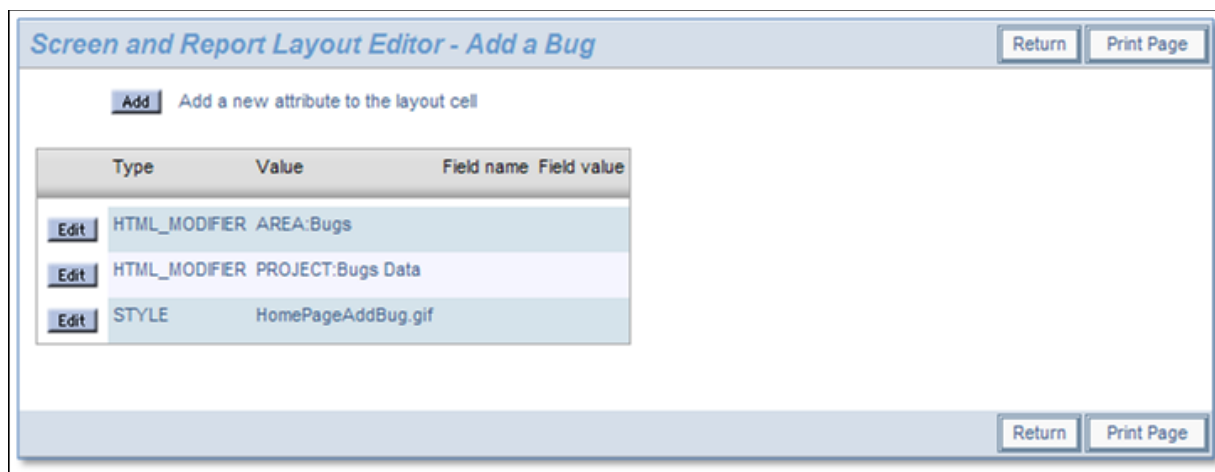 Screen and Report Layout Editor - Add a Bug Return Print Page
Add Add a new attribute to the layout cell
Type Value Field name Field value
Edit HTML_MODIFIER AREA:Bugs
Edit HTML_MODIFIER PROJECT:Bugs Data
Edit STYLE HomePageAddBug.gif
Return Print Page